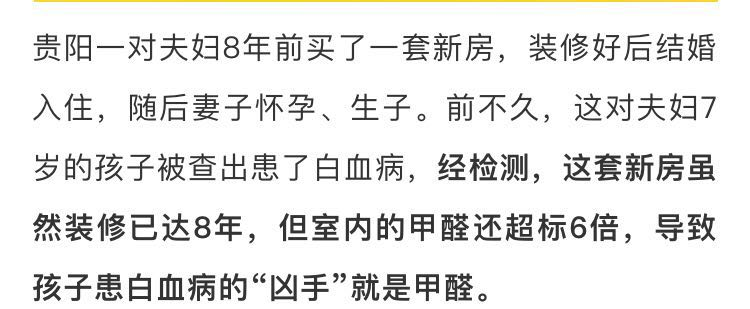 贵阳一对夫妇8年前买了一套新房，装修好后结婚
入住，随后妻子怀孕、生子。前不久，这对夫妇7
岁的孩子被查出患了白血病，经检测，这套新房虽
然装修已达8年，但室内的甲醛还超标6倍，导致
孩子患白血病的“凶手”就是甲醛。